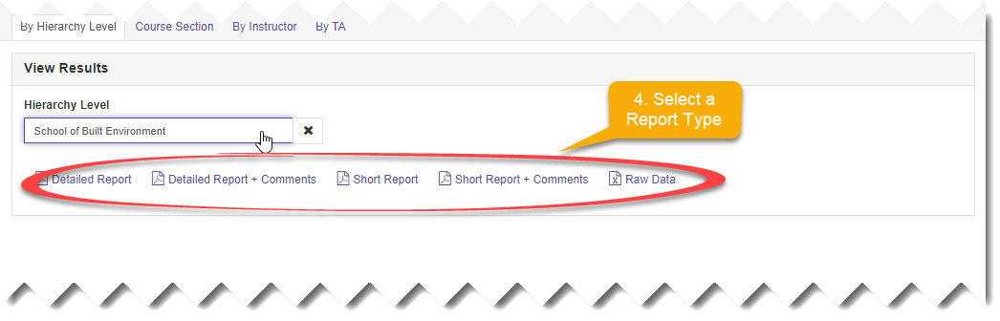 By Hierarchy Level Course Section By Instructor By TA
View Results
Hierarchy Level
4. Select a
Report Type
School of Built Environment
Detailed Report Detailed Report + Comments Short Report Short Report + Comments Raw Data